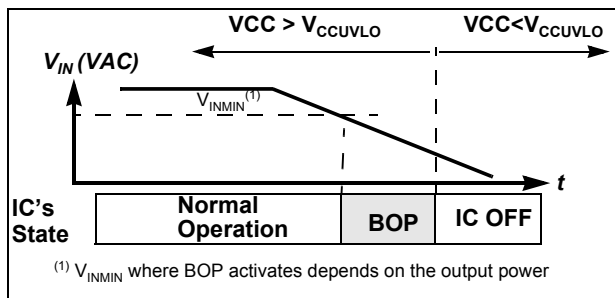 VCC > VCCUVLO VCC<VCCUVLO
VIN (VAC)
VINMIN(1)
t
IC's State
Normal Operation
BOP
IC OFF
(1) VINMIN where BOP activates depends on the output power